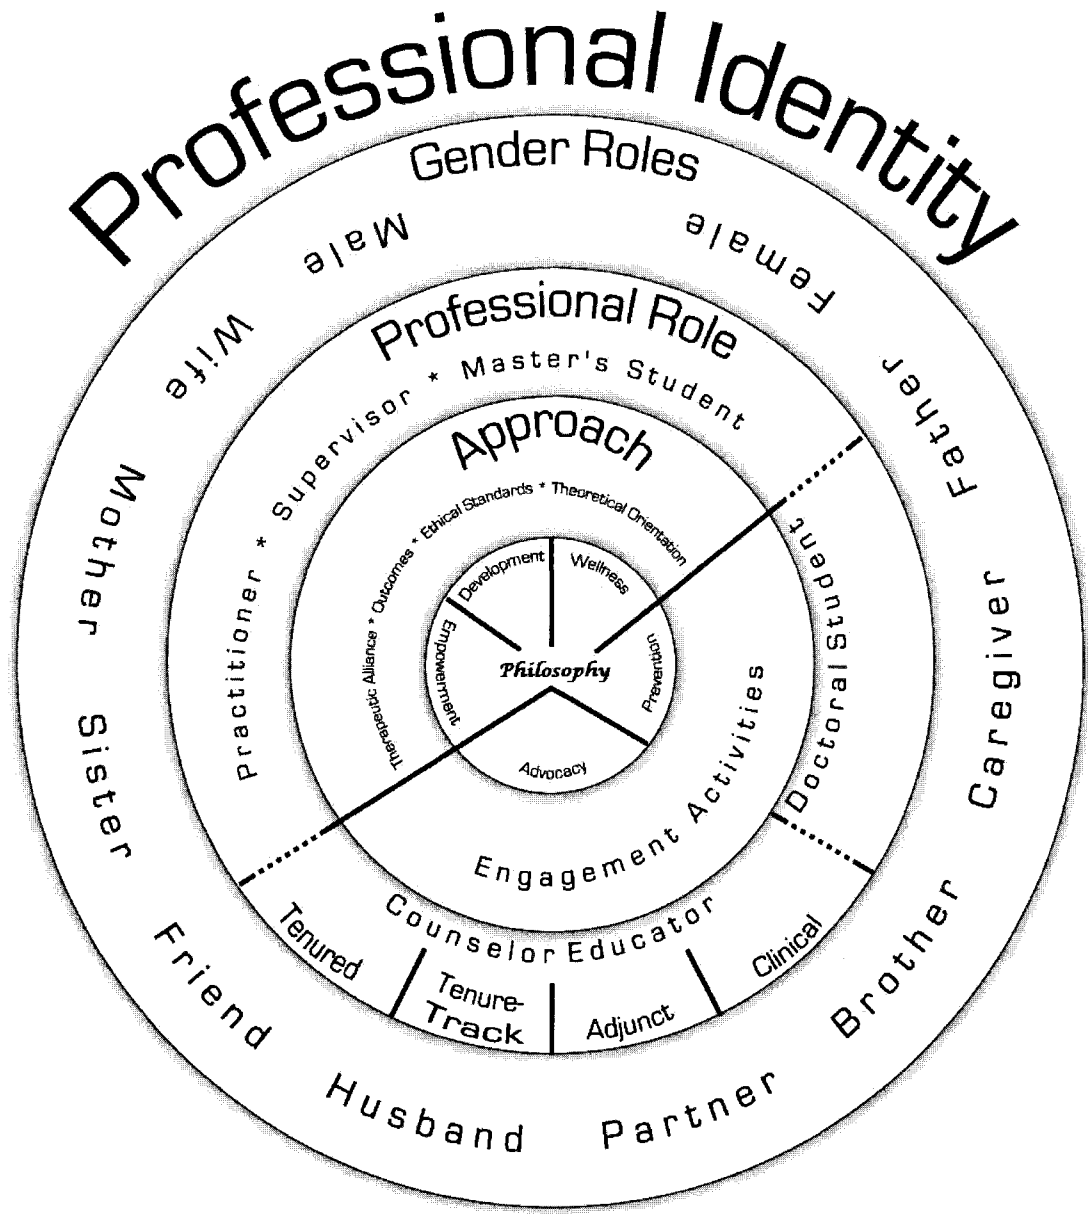 Professional Identity
Gender Roles
Male
Female
Wife
Father
Mother
Caregiver
Sister
Brother
Friend
Partner
Husband
Professional Role
Practitioner * Supervisor * Master's Student
Doctoral Student
Counselor Educator
Tenured
Tenure-
Track
Adjunct
Clinical
Approach
Therapeutic Alliance * Outcomes * Ethical Standards * Theoretical Orientation
Engagement Activities
Development
Wellness
Empowerment
Prevention
Advocacy
Philosophy